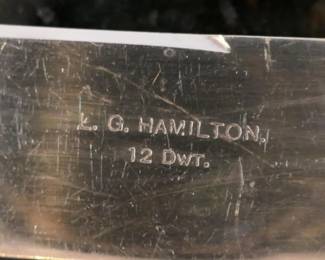 L. G. HAMILTON.
12 DWT.